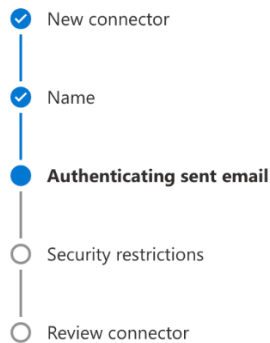 New connector
Name
Authenticating sent email
Security restrictions
Review connector